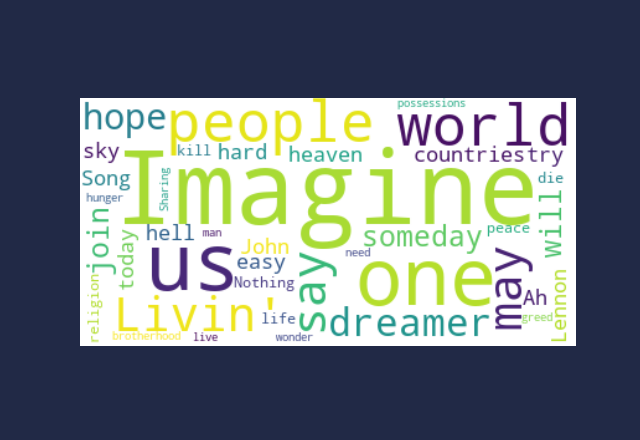 possessions
hope people world
sky kill hard heaven countriestry
Song Sharing Imagine die
hunger
join today hell man John someday peace will
us easy need
Nothing say one may Ah
religion Livin' life dreamer greed Lennon
brotherhood live wonder